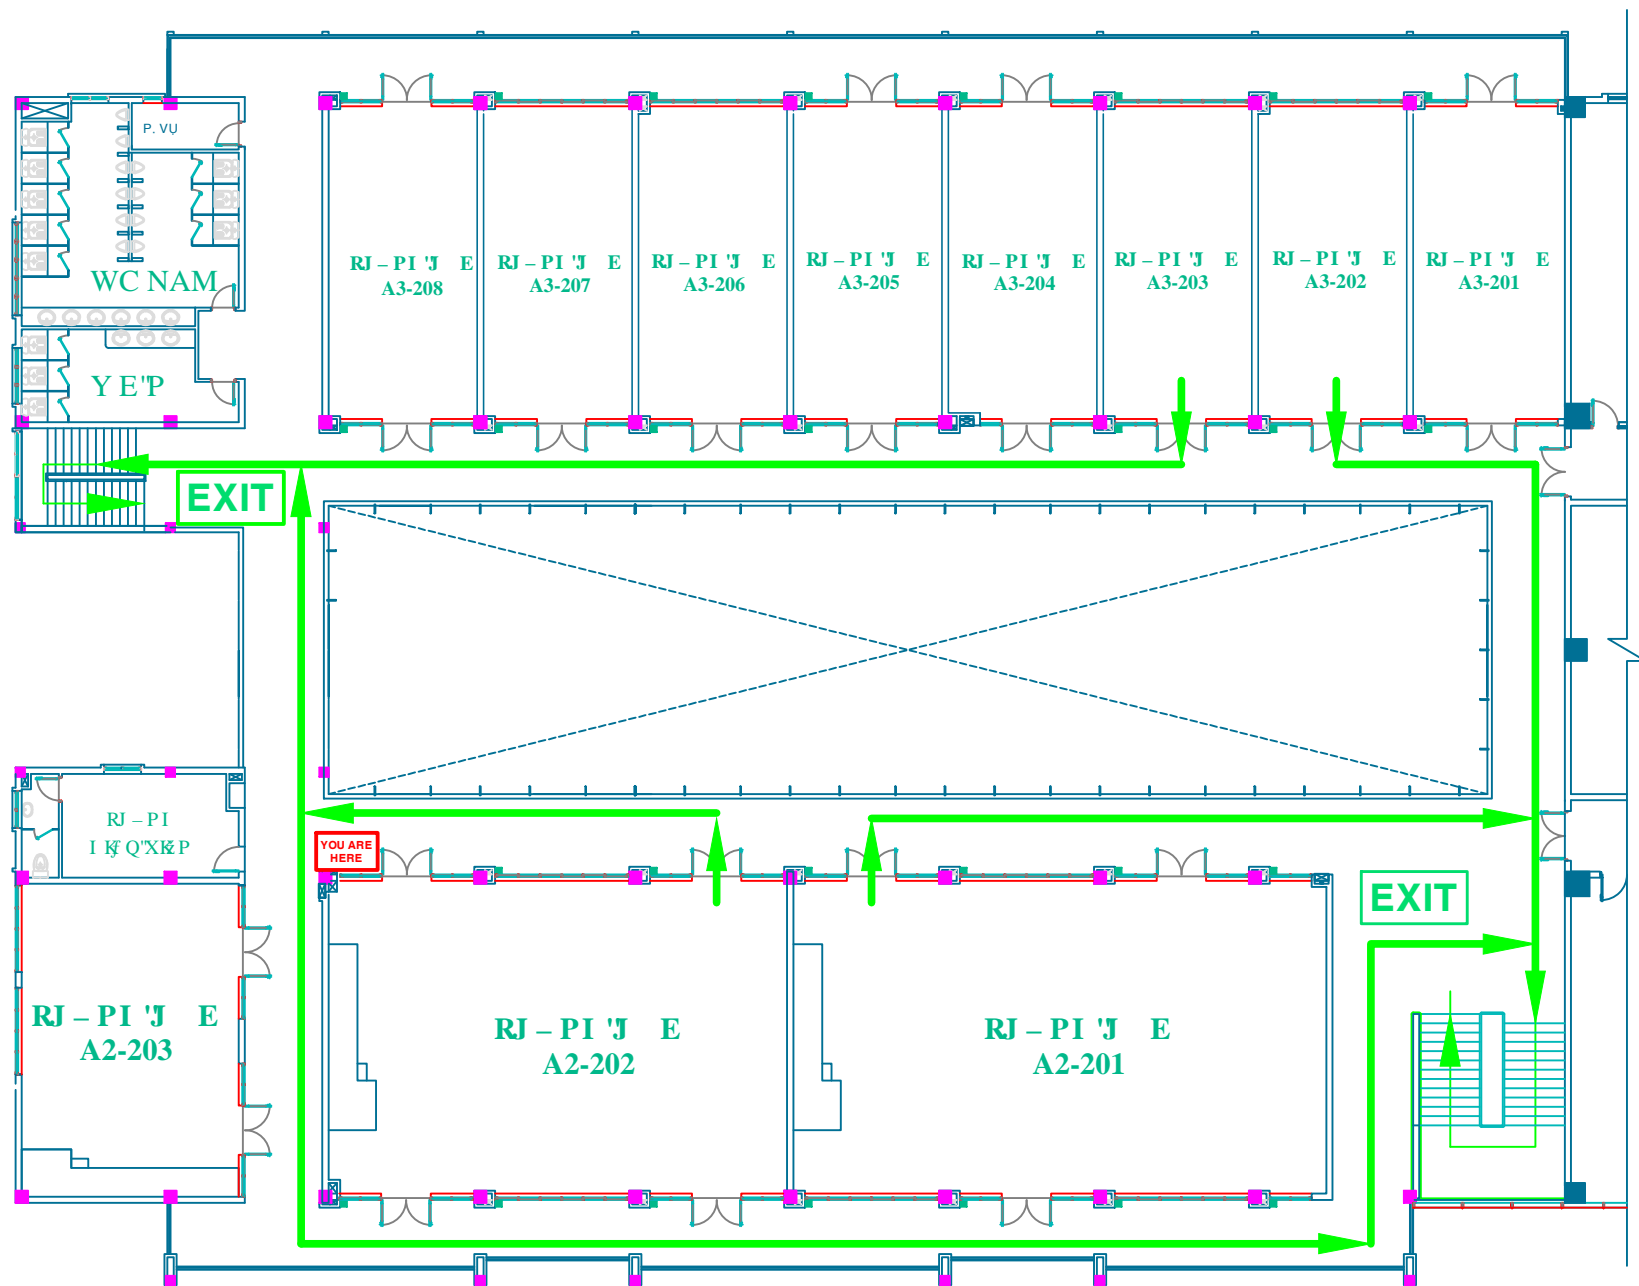 P. VỤ
WC NAM
Y E"P
RJ – PI "J E
A3-208
RJ – PI "J E
A3-207
RJ – PI "J E
A3-206
RJ – PI "J E
A3-205
RJ – PI "J E
A3-204
RJ – PI "J E
A3-203
RJ – PI "J E
A3-202
RJ – PI "J E
A3-201
EXIT
RJ – PI
YOU ARE
HERE
EXIT
RJ – PI "J E
A2-203
RJ – PI "J E
A2-202
RJ – PI "J E
A2-201